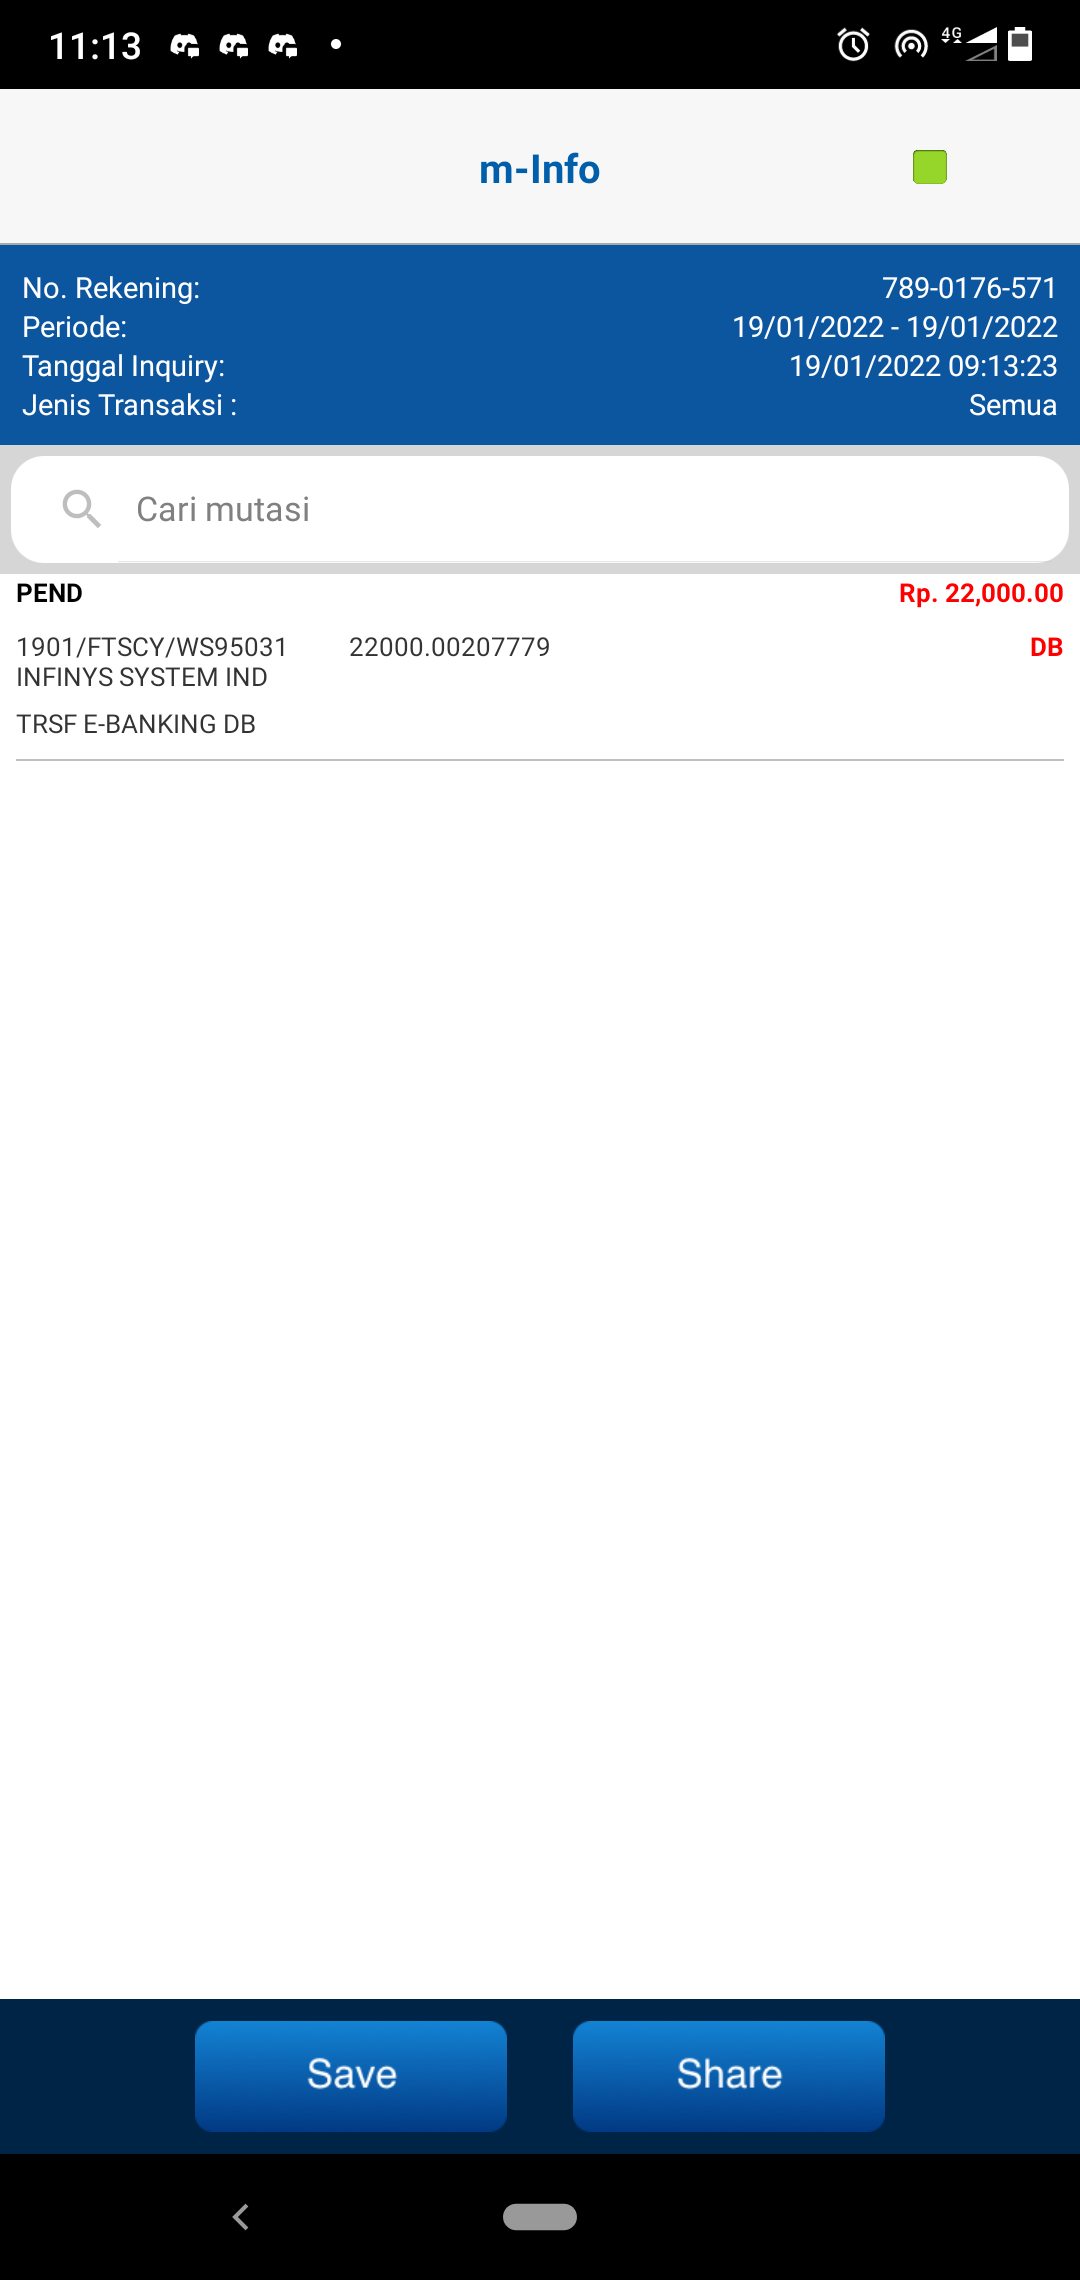 11:13
4G
m-Info
No. Rekening: 789-0176-571
Periode: 19/01/2022 - 19/01/2022
Tanggal Inquiry: 19/01/2022 09:13:23
Jenis Transaksi : Semua
Cari mutasi
PEND Rp. 22,000.00
1901/FTSCY/WS95031 22000.00207779 DB
INFINYS SYSTEM IND
TRSF E-BANKING DB
Save Share